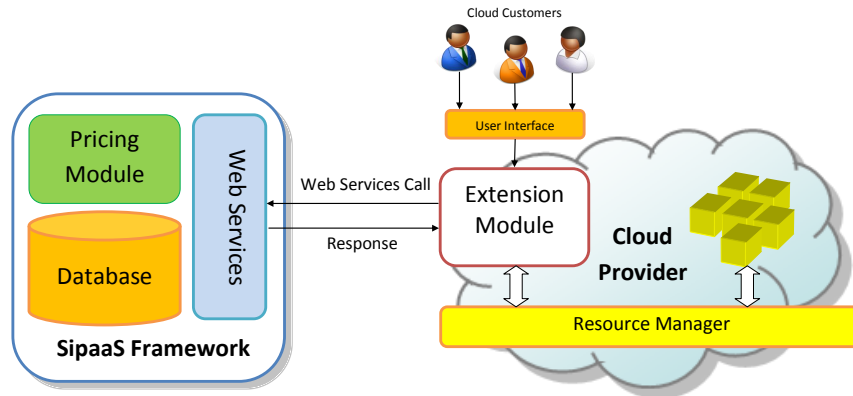 Cloud Customers
User Interface
Pricing
Module
Web Services
Database
SipaaS Framework
Web Services Call
Response
Extension
Module
Cloud
Provider
Resource Manager